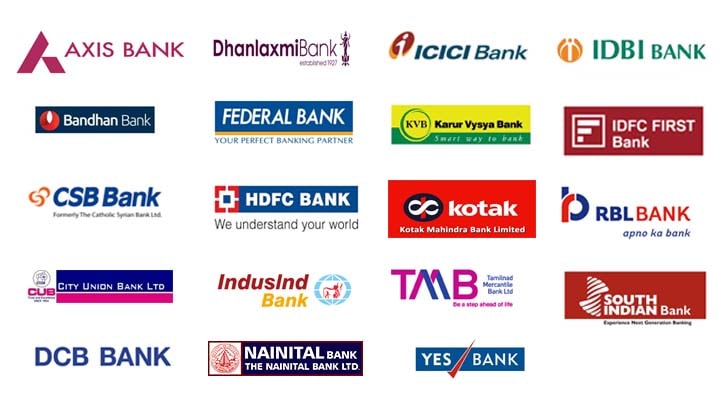 AXIS BANK
DhanlaxmiBank
established 1927
ICICI Bank
IDBI BANK
Bandhan Bank
FEDERAL BANK
YOUR PERFECT BANKING PARTNER
KVB Karur Vysya Bank
Smart way to bank
IDFC FIRST
Bank
CSB Bank
Formerly The Catholic Syrian Bank Ltd.
HDFC BANK
We understand your world
kotak
Kotak Mahindra Bank Limited
RBLBANK
apno ka bank
CUB CITY UNION BANK LTD
IndusInd
Bank
TMB Tamilnad
Mercantile
Bank Ltd
Be a step ahead of life
SOUTH
INDIAN Bank
Experience Next Generation Banking
DCB BANK
NAINITAL BANK
THE NAINITAL BANK LTD.
YES BANK